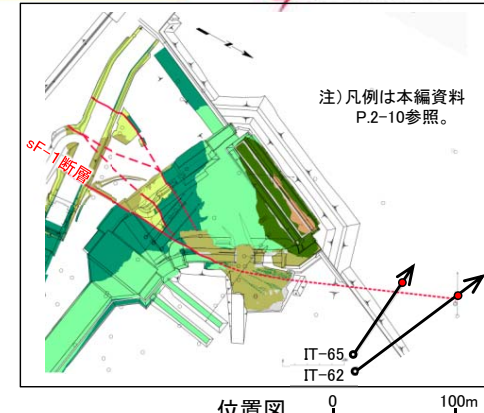 注)凡例は本編資料
P.2-10参照。
sF-1断層
IT-65
IT-62
位置図
0 100m